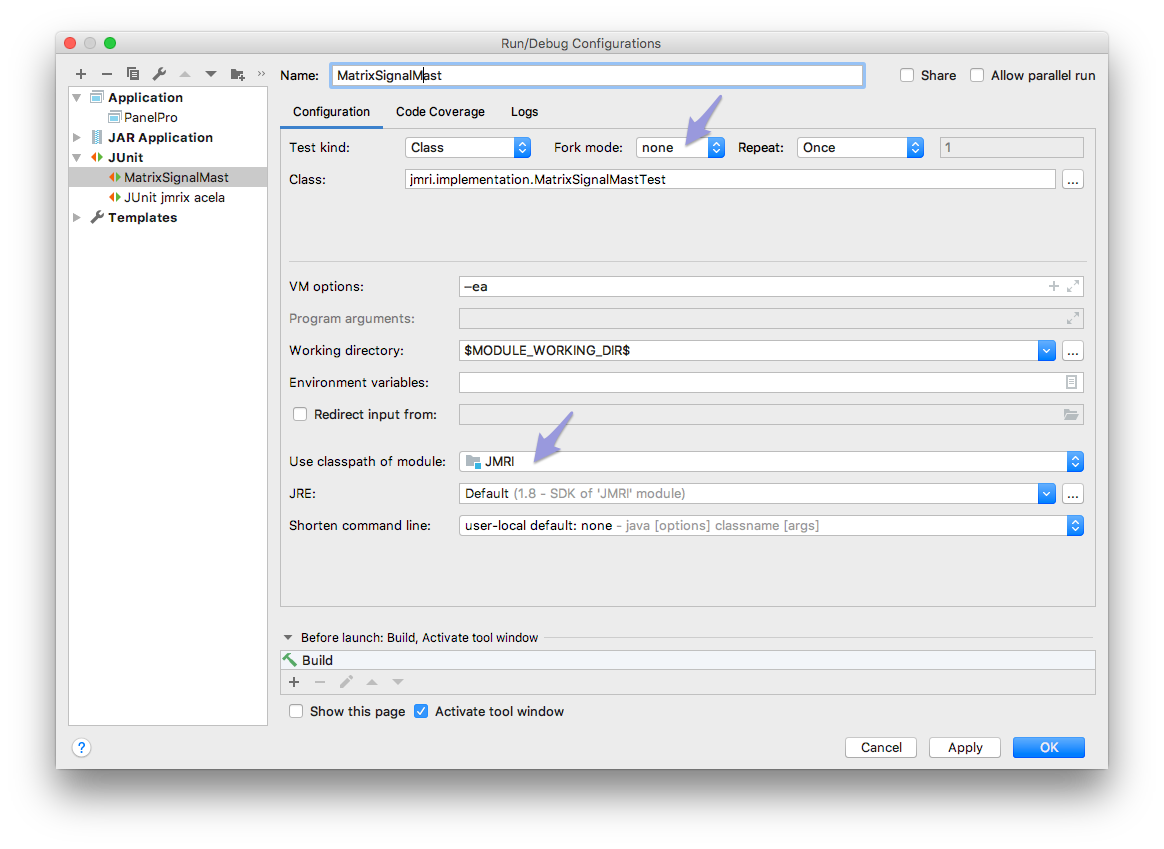 Run/Debug Configurations
Name: MatrixSignalMast Share Allow parallel run
Application
PanelPro
JAR Application
JUnit
MatrixSignalMast
JUnit jmrix acela
Templates
Configuration Code Coverage Logs
Test kind: Class Fork mode: none Repeat: Once 1
Class: jmri.implementation.MatrixSignalMastTest ...
VM options: –ea
Program arguments:
Working directory: $MODULE_WORKING_DIR$ ...
Environment variables:
Redirect input from:
Use classpath of module: JMRI
JRE: Default (1.8 - SDK of 'JMRI' module) ...
Shorten command line: user-local default: none - java [options] classname [args]
Before launch: Build, Activate tool window
Build
Show this page Activate tool window
? Cancel Apply OK